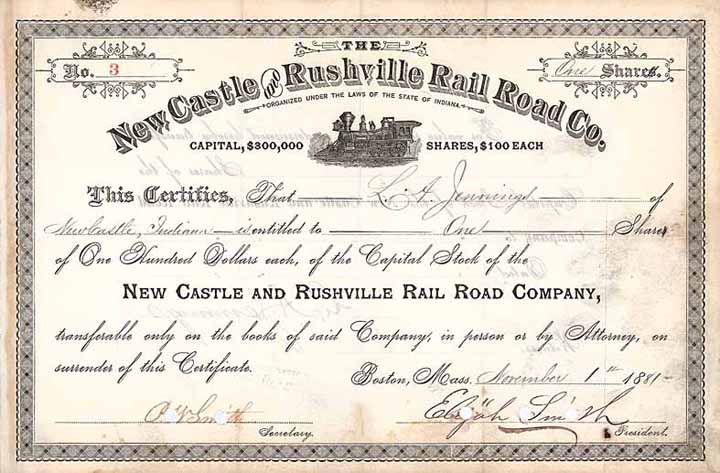 THE
No. 3
One Shares.
New Castle and Rushville Rail Road Co.
ORGANIZED UNDER THE LAWS OF THE STATE OF INDIANA.
CAPITAL, $300,000 SHARES, $100 EACH
This Certifies, That L. A. Jennings of
New Castle, Indiana is entitled to One Shares
of One Hundred Dollars each, of the Capital Stock of the
NEW CASTLE AND RUSHVILLE RAIL ROAD COMPANY,
transferable only on the books of said Company, in person or by Attorney, on
surrender of this Certificate.
Boston, Mass. November 1st 1881
Smith
Secretary.
Elijah Smith
President.